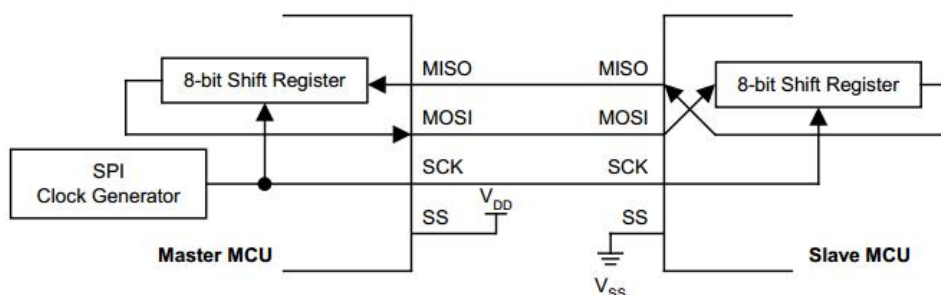 8-bit Shift Register
MISO
MISO
8-bit Shift Register
MOSI
MOSI
SPI
Clock Generator
SCK
SCK
VDD
SS
SS
Master MCU
Slave MCU
VSS